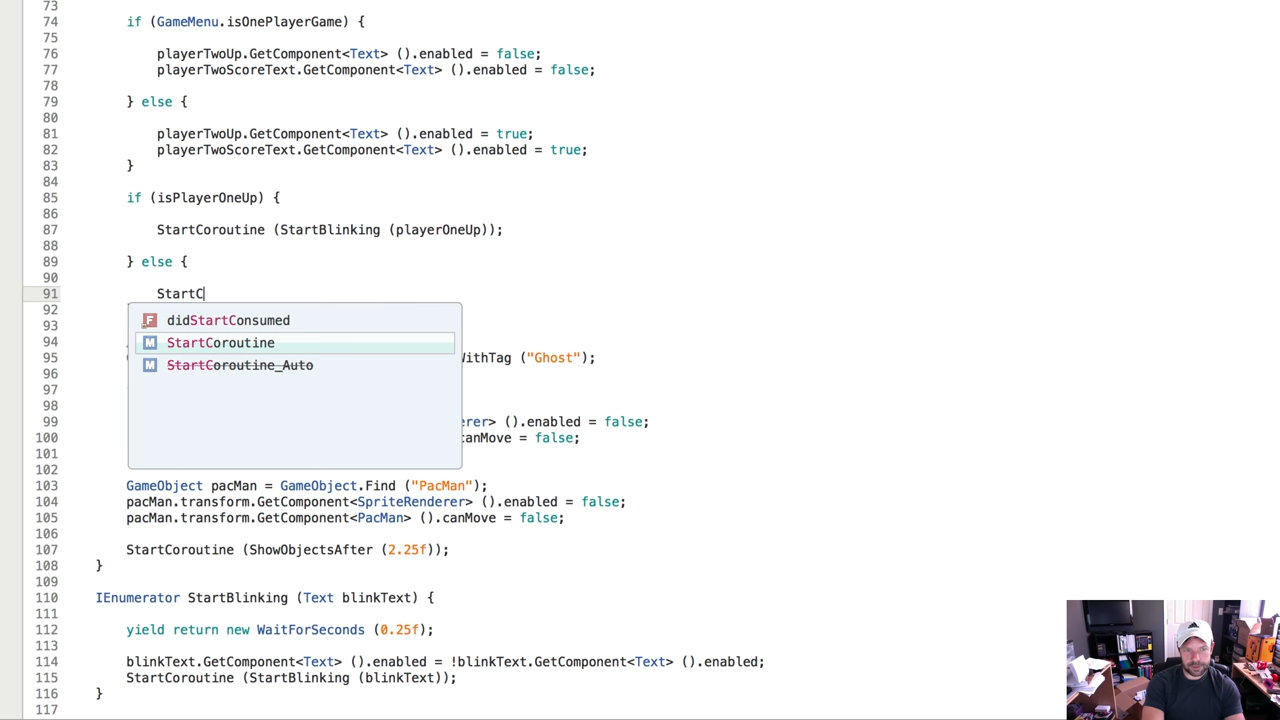 73
74 if (GameMenu.isOnePlayerGame) {
75
76 playerTwoUp.GetComponent<Text> ().enabled = false;
77 playerTwoScoreText.GetComponent<Text> ().enabled = false;
78
79 } else {
80
81 playerTwoUp.GetComponent<Text> ().enabled = true;
82 playerTwoScoreText.GetComponent<Text> ().enabled = true;
83 }
84
85 if (isPlayerOneUp) {
86
87 StartCoroutine (StartBlinking (playerOneUp));
88
89 } else {
90
91 StartC
92
didStartConsumed
93
94
StartCoroutine
95 WithTag ("Ghost");
StartCoroutine_Auto
96
97
98
99 erer> ().enabled = false;
100 canMove = false;
101
102
103 GameObject pacMan = GameObject.Find ("PacMan");
104 pacMan.transform.GetComponent<SpriteRenderer> ().enabled = false;
105 pacMan.transform.GetComponent<PacMan> ().canMove = false;
106
107 StartCoroutine (ShowObjectsAfter (2.25f));
108 }
109
110 IEnumerator StartBlinking (Text blinkText) {
111
112 yield return new WaitForSeconds (0.25f);
113
114 blinkText.GetComponent<Text> ().enabled = !blinkText.GetComponent<Text> ().enabled;
115 StartCoroutine (StartBlinking (blinkText));
116 }
117